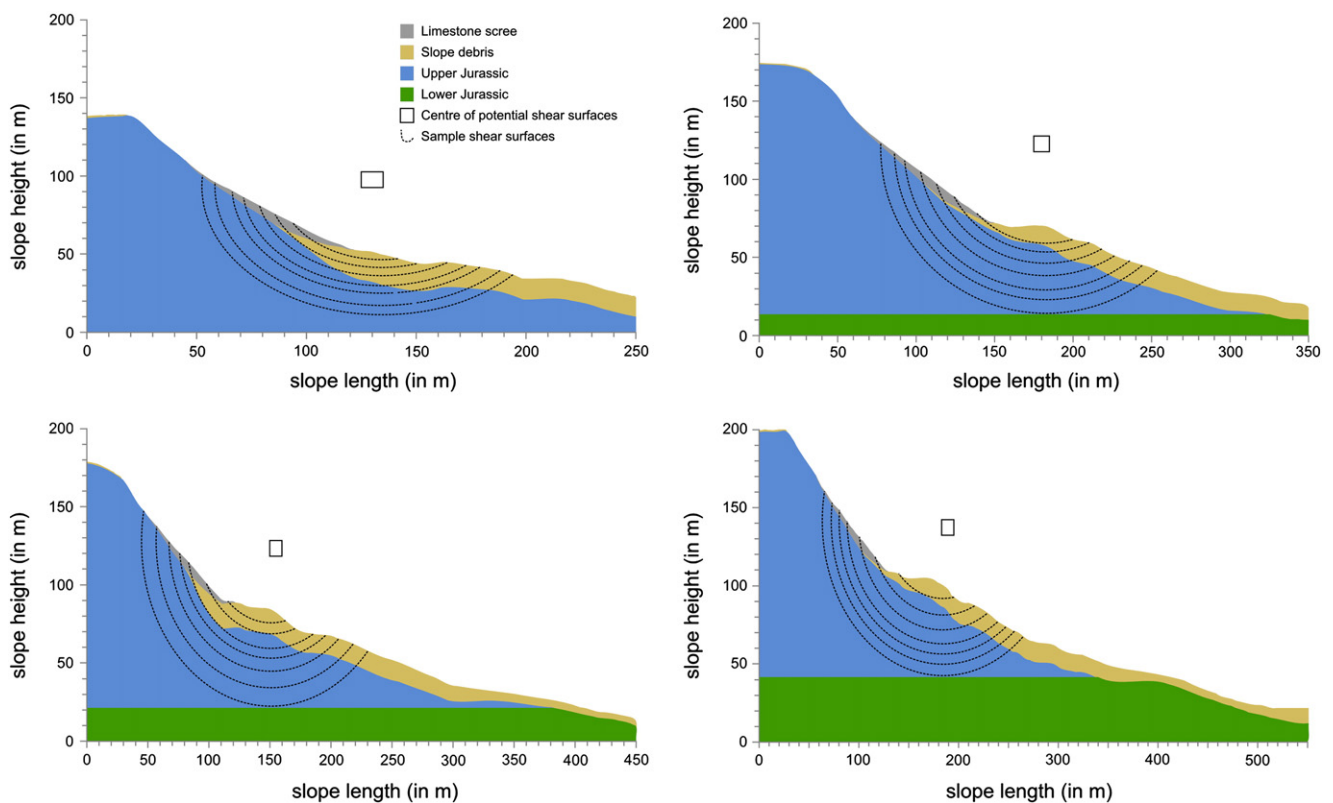 200
150
100
50
0
slope height (in m)
0 50 100 150 200 250
slope length (in m)
Limestone scree
Slope debris
Upper Jurassic
Lower Jurassic
Centre of potential shear surfaces
Sample shear surfaces
200
150
100
50
0
slope height (in m)
0 50 100 150 200 250 300 350
slope length (in m)
200
150
100
50
0
slope height (in m)
0 50 100 150 200 250 300 350 400 450
slope length (in m)
200
150
100
50
0
slope height (in m)
0 100 200 300 400 500
slope length (in m)